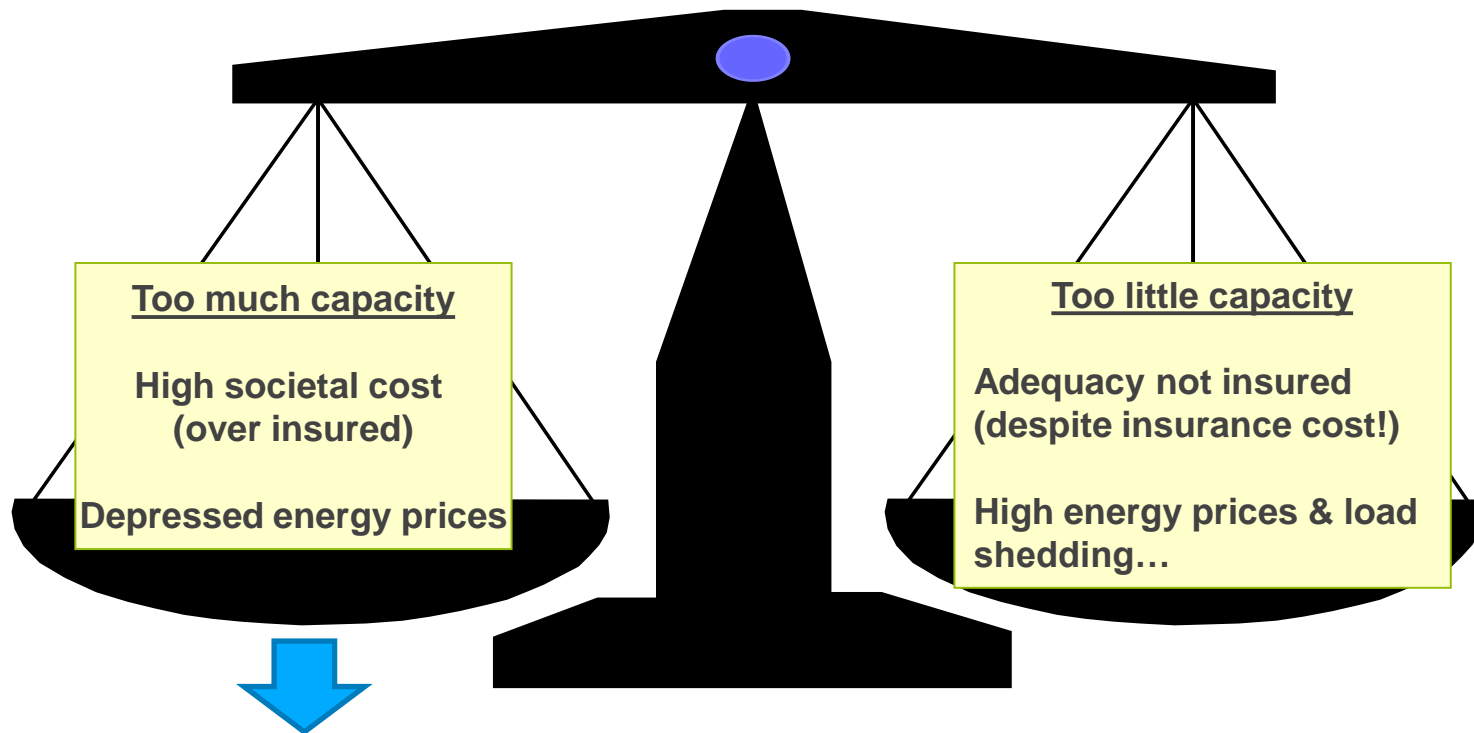 Too much capacity
High societal cost
(over insured)
Depressed energy prices
Too little capacity
Adequacy not insured
(despite insurance cost!)
High energy prices & load
shedding…